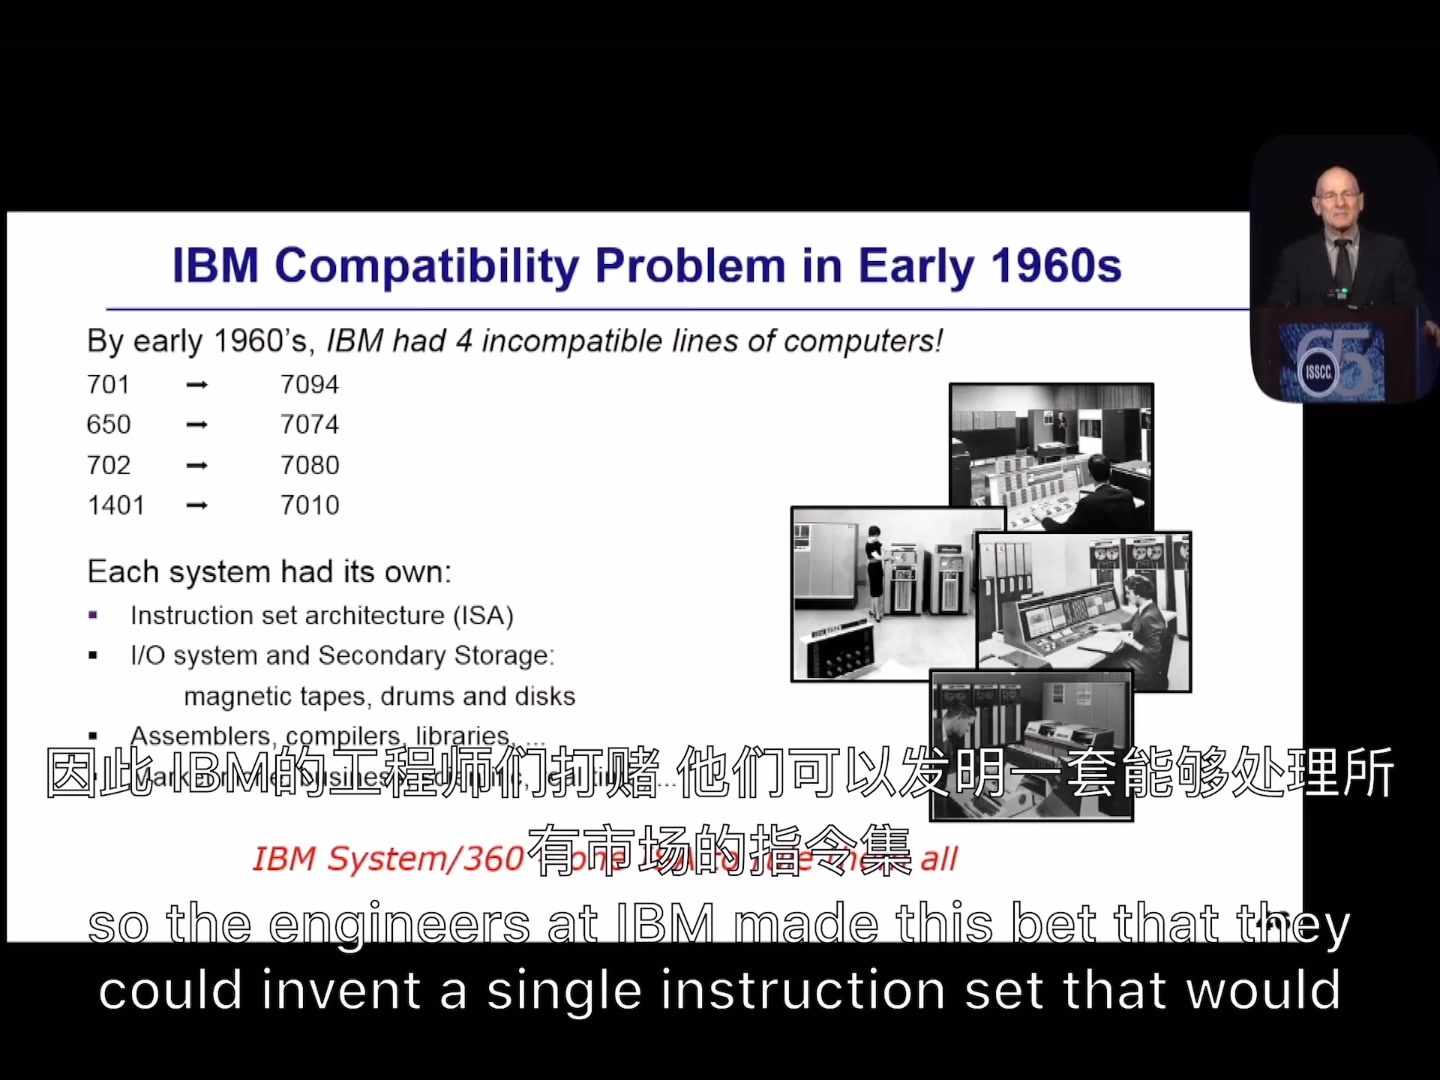 IBM Compatibility Problem in Early 1960s
By early 1960's, IBM had 4 incompatible lines of computers!
701 ➞ 7094
650 ➞ 7074
702 ➞ 7080
1401 ➞ 7010
Each system had its own:
▪ Instruction set architecture (ISA)
▪ I/O system and Secondary Storage:
magnetic tapes, drums and disks
▪ Assemblers, compilers, libraries, ...
IBM System/360 all
因此 IBM的工程师们打赌 他们可以发明一套能够处理所
有市场的指令集
so the engineers at IBM made this bet that they
could invent a single instruction set that would
65
ISSCC